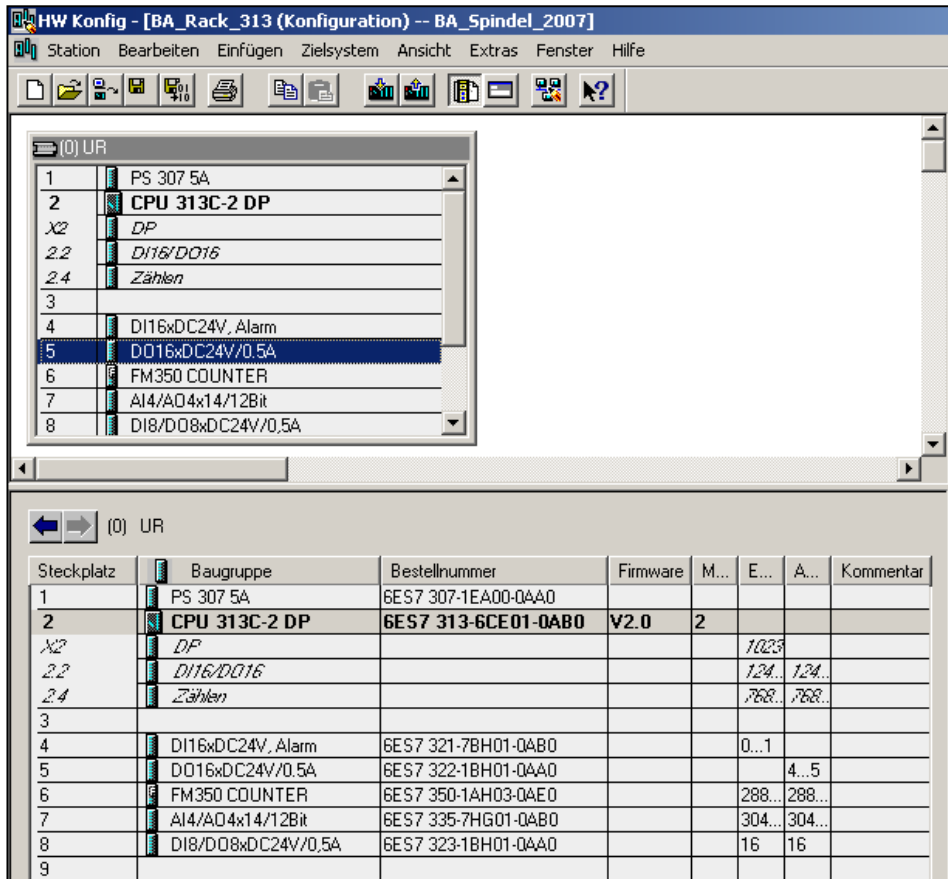 HW Konfig - [BA_Rack_313 (Konfiguration) -- BA_Spindel_2007]
Station Bearbeiten Einfügen Zielsystem Ansicht Extras Fenster Hilfe
(0) UR
1 PS 307 5A
2 CPU 313C-2 DP
X2 DP
2.2 DI16/DO16
2.4 Zählen
3
4 DI16xDC24V, Alarm
5 DO16xDC24V/0.5A
6 FM350 COUNTER
7 AI4/AO4x14/12Bit
8 DI8/DO8xDC24V/0,5A
(0) UR
Steckplatz Baugruppe Bestellnummer Firmware M... E... A... Kommentar
1 PS 307 5A 6ES7 307-1EA00-0AA0
2 CPU 313C-2 DP 6ES7 313-6CE01-0AB0 V2.0 2
X2 DP 1023
2.2 DI16/DO16 124... 124...
2.4 Zählen 768... 768...
3
4 DI16xDC24V, Alarm 6ES7 321-7BH01-0AB0 0...1
5 DO16xDC24V/0.5A 6ES7 322-1BH01-0AA0 4...5
6 FM350 COUNTER 6ES7 350-1AH03-0AE0 288... 288...
7 AI4/AO4x14/12Bit 6ES7 335-7HG01-0AB0 304... 304...
8 DI8/DO8xDC24V/0,5A 6ES7 323-1BH01-0AA0 16 16
9